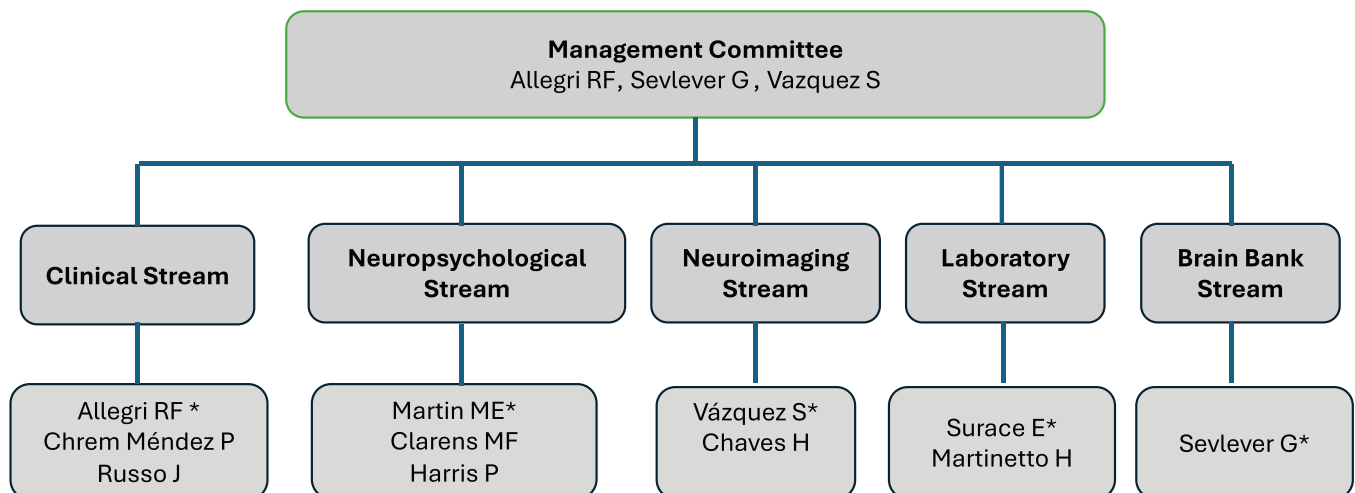 Management Committee
Allegri RF, Sevlever G , Vazquez S
Clinical Stream
Neuropsychological
Stream
Neuroimaging
Stream
Laboratory
Stream
Brain Bank
Stream
Allegri RF *
Chrem Méndez P
Russo J
Martin ME*
Clarens MF
Harris P
Vázquez S*
Chaves H
Surace E*
Martinetto H
Sevlever G*